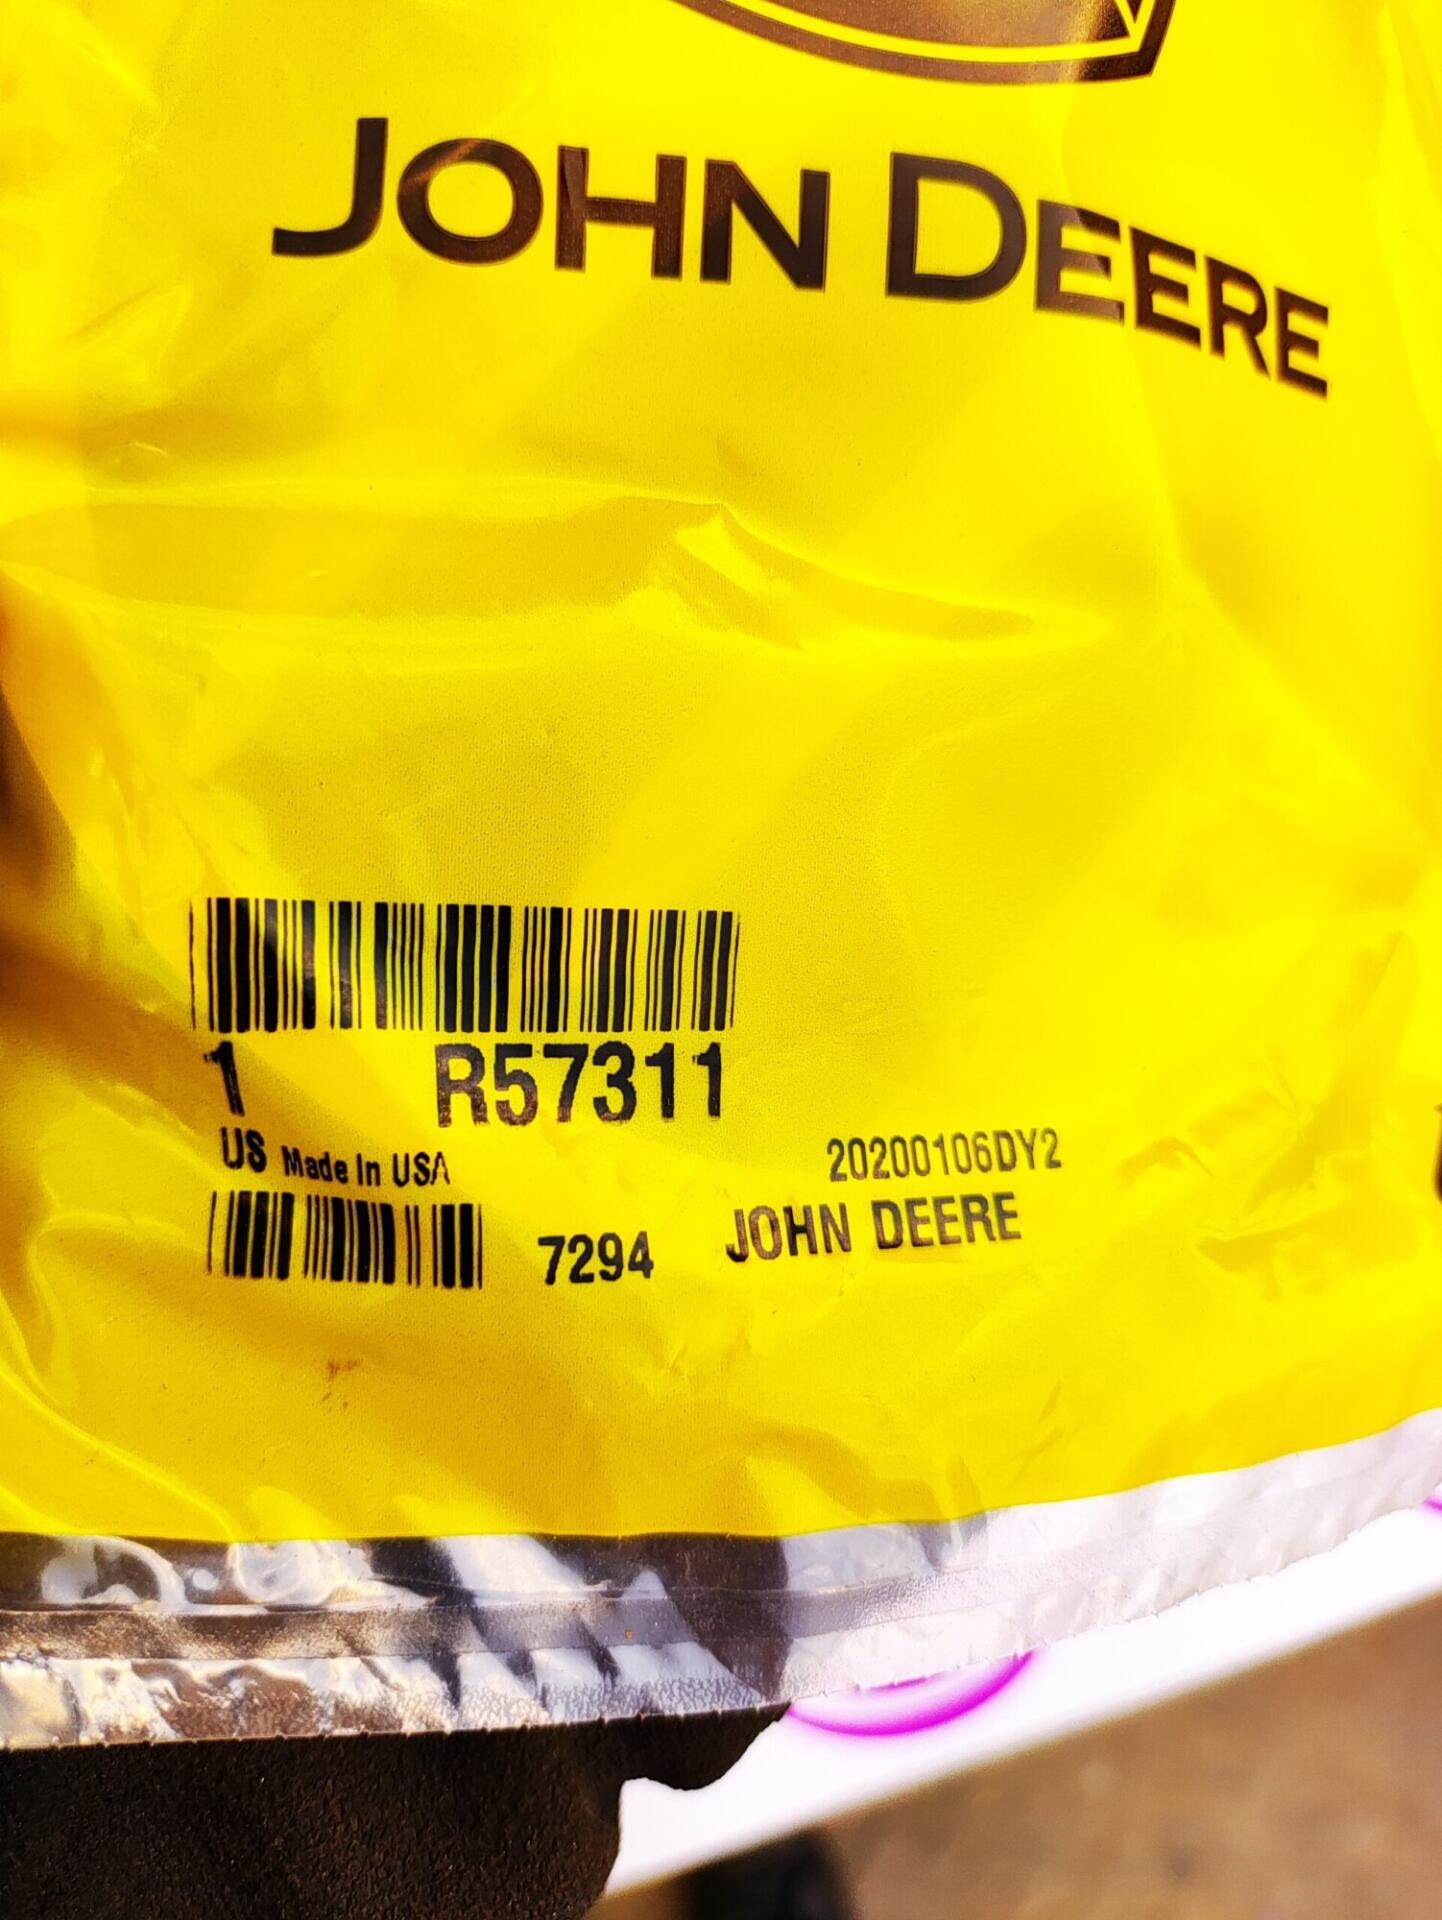 JOHN DEERE
1 R57311
US Made In USA
20200106DY2
7294 JOHN DEERE